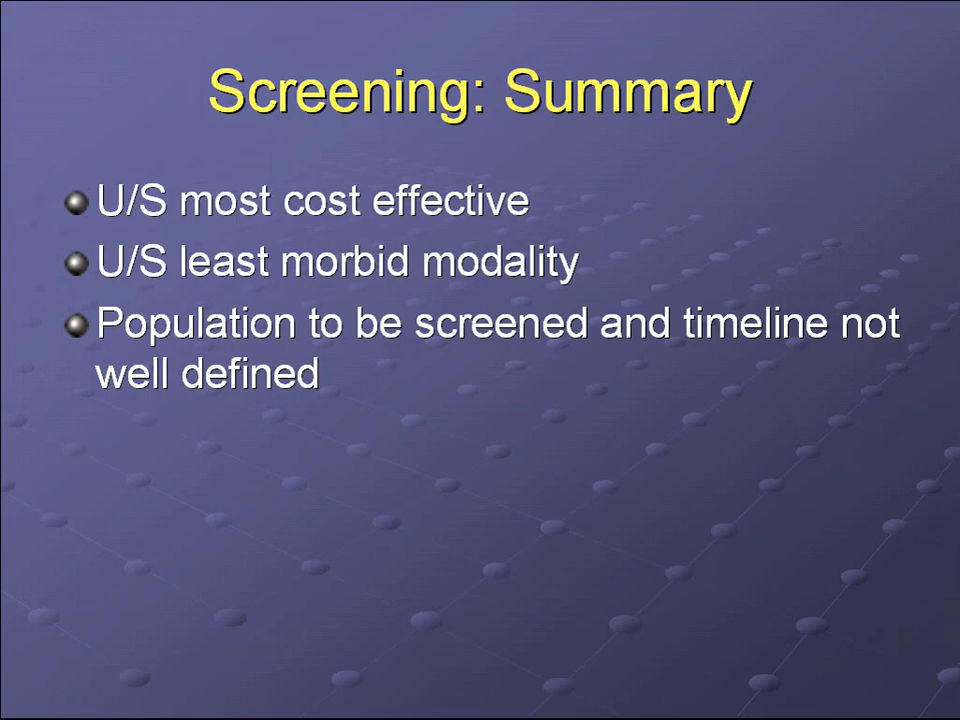 Screening: Summary
U/S most cost effective
U/S least morbid modality
Population to be screened and timeline not
well defined